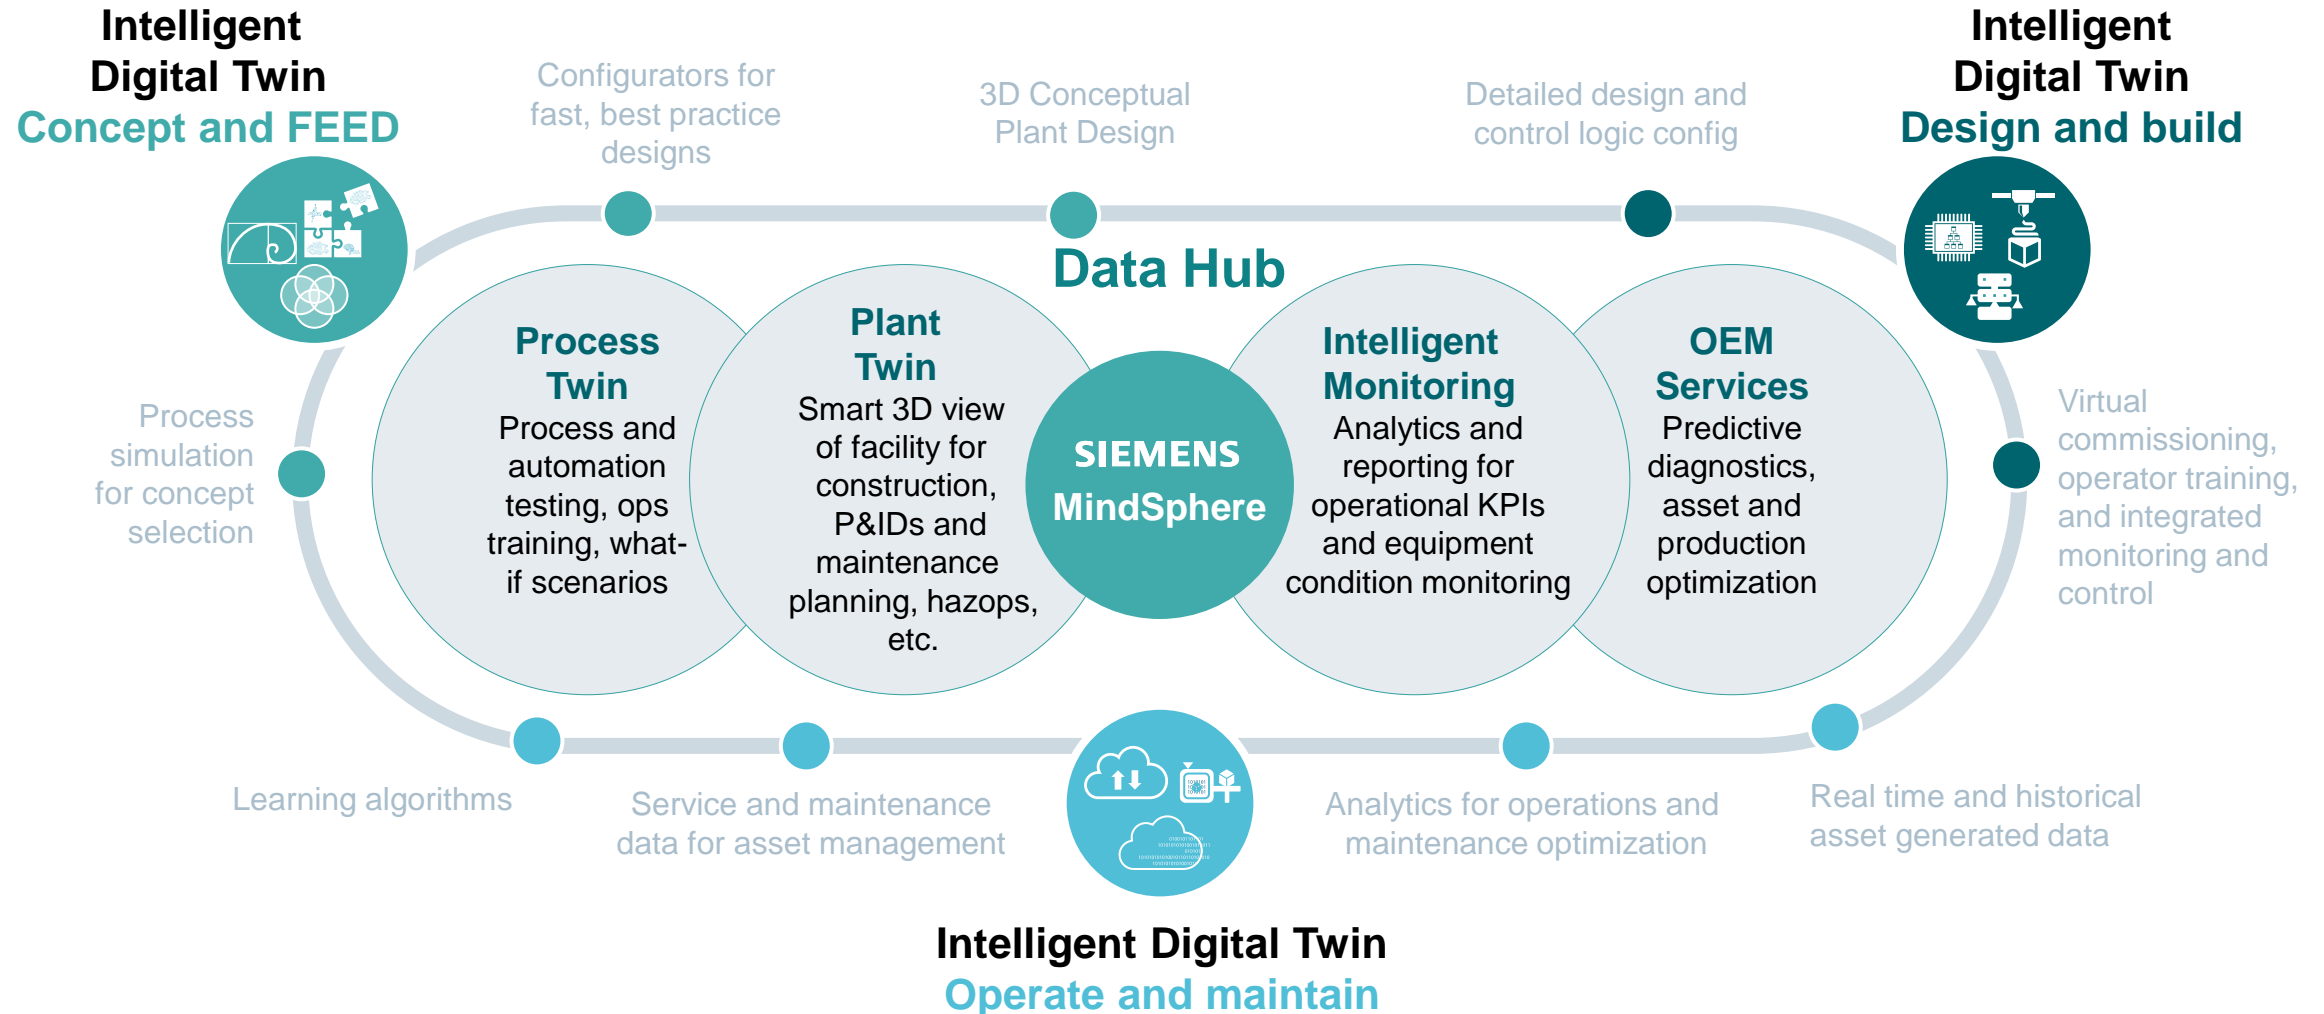 Intelligent
Digital Twin
Concept and FEED
Configurators for
fast, best practice
designs
3D Conceptual
Plant Design
Detailed design and
control logic config
Intelligent
Digital Twin
Design and build
Data Hub
Process
Twin
Process and
automation
testing, ops
training, what-
if scenarios
Plant
Twin
Smart 3D view
of facility for
construction,
P&IDs and
maintenance
planning, hazops,
etc.
SIEMENS
MindSphere
Intelligent
Monitoring
Analytics and
reporting for
operational KPIs
and equipment
condition monitoring
OEM
Services
Predictive
diagnostics,
asset and
production
optimization
Process
simulation
for concept
selection
Virtual
commissioning,
operator training,
and integrated
monitoring and
control
Learning algorithms
Service and maintenance
data for asset management
Analytics for operations and
maintenance optimization
Real time and historical
asset generated data
Intelligent Digital Twin
Operate and maintain